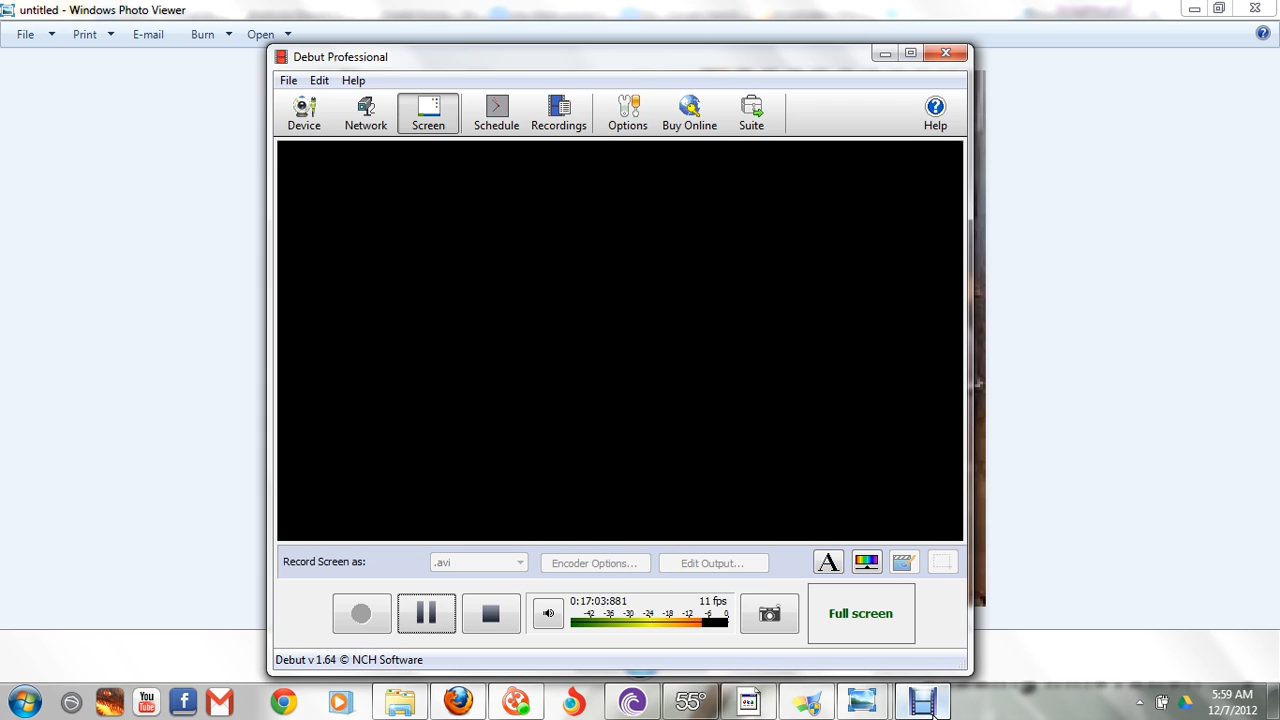 untitled - Windows Photo Viewer
File Print E-mail Burn Open
Debut Professional
File Edit Help
Device Network Screen Schedule Recordings Options Buy Online Suite Help
Record Screen as: .avi Encoder Options... Edit Output... A
0:17:03:881 11 fps
-42 -36 -30 -24 -18 -12 -6 0
Full screen
Debut v 1.64 © NCH Software
You Tube f 55° 5:59 AM
12/7/2012